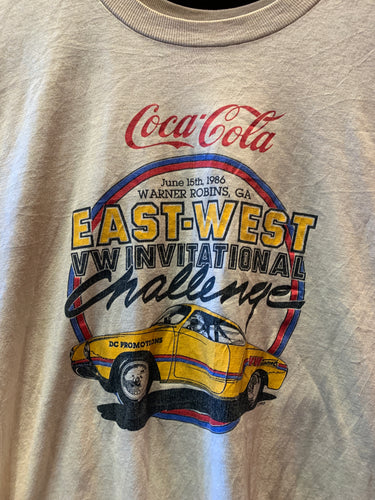 Coca-Cola
June 15th, 1986
WARNER ROBINS, GA
EAST-WEST
VW INVITATIONAL
Challenge
DC PROMOTIONS